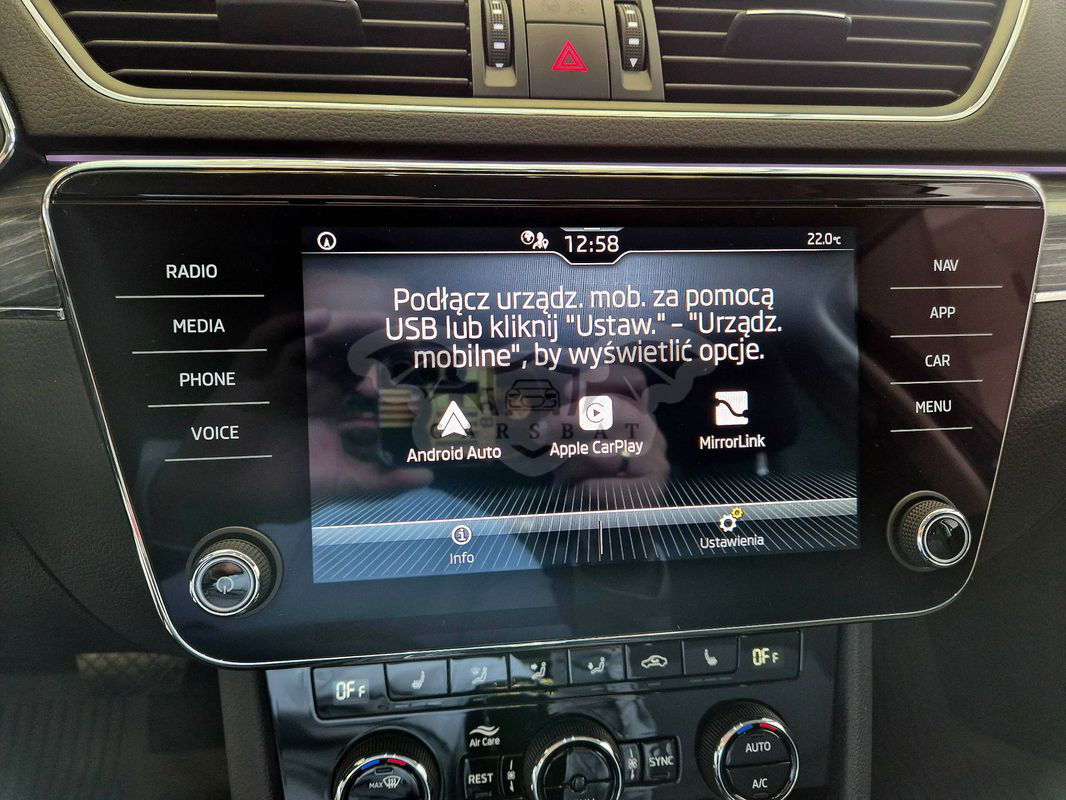 12:58
22.0°C
RADIO
MEDIA
PHONE
VOICE
Podłącz urządz. mob. za pomocą
USB lub kliknij "Ustaw." – "Urządz.
mobilne", by wyświetlić opcje.
Android Auto
Apple CarPlay
MirrorLink
CARSBAT
Info
Ustawienia
NAV
APP
CAR
MENU
OFF
OFF
Air Care
MAX
REST
SYNC
AUTO
A/C